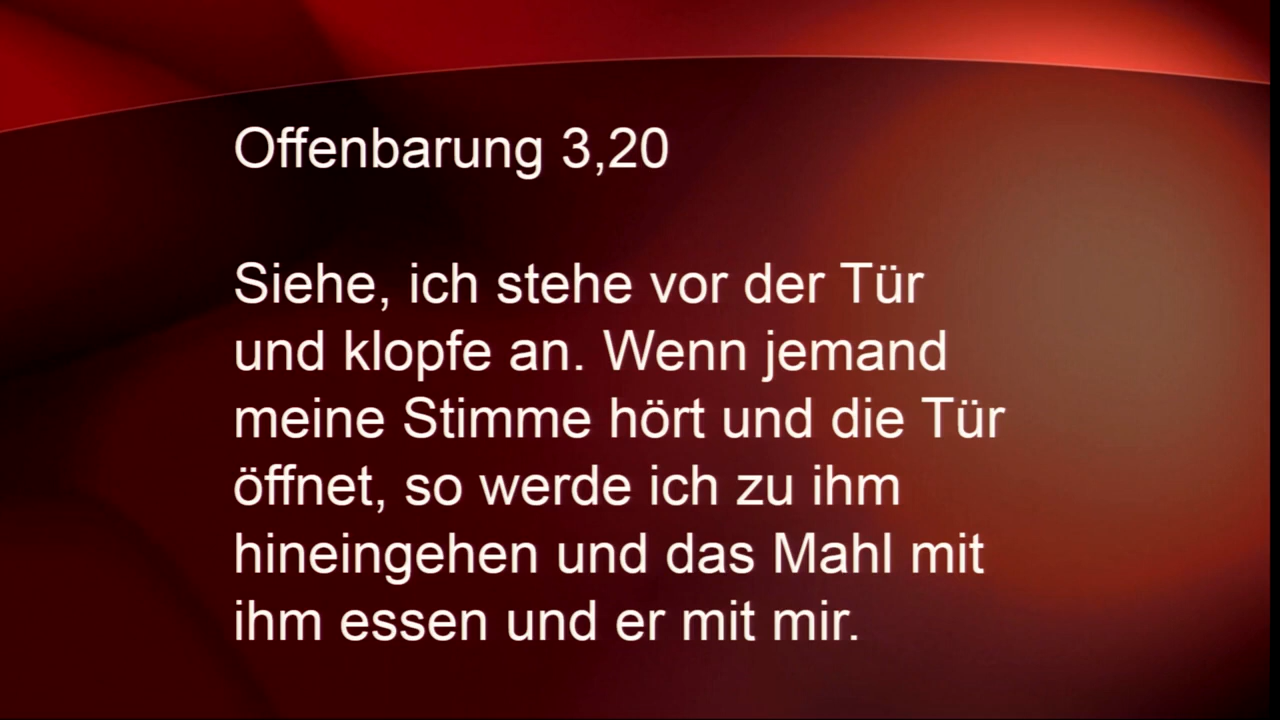 Offenbarung 3,20
Siehe, ich stehe vor der Tür
und klopfe an. Wenn jemand
meine Stimme hört und die Tür
öffnet, so werde ich zu ihm
hineingehen und das Mahl mit
ihm essen und er mit mir.